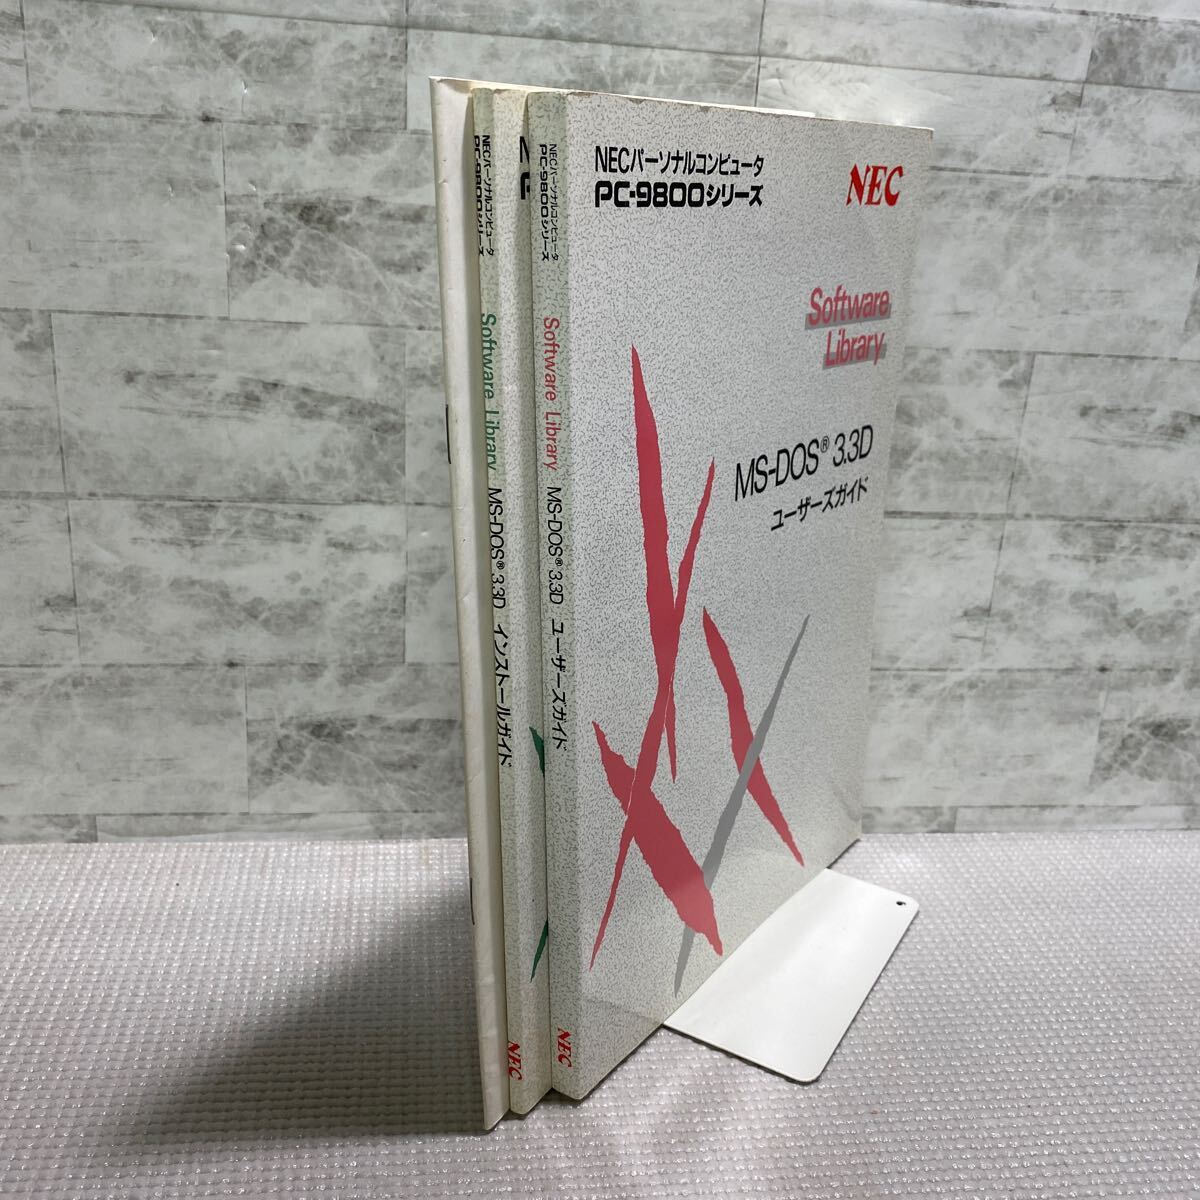 NECパーソナルコンピュータ
PC-9800シリーズ
NEC
Software
Library
MS-DOS® 3.3D
ユーザーズガイド
NECパーソナルコンピュータ
PC-9800シリーズ
Software Library
MS-DOS® 3.3D ユーザーズガイド
NEC
NECパーソナルコンピュータ
PC-9800シリーズ
Software Library
MS-DOS® 3.3D インストールガイド
NEC